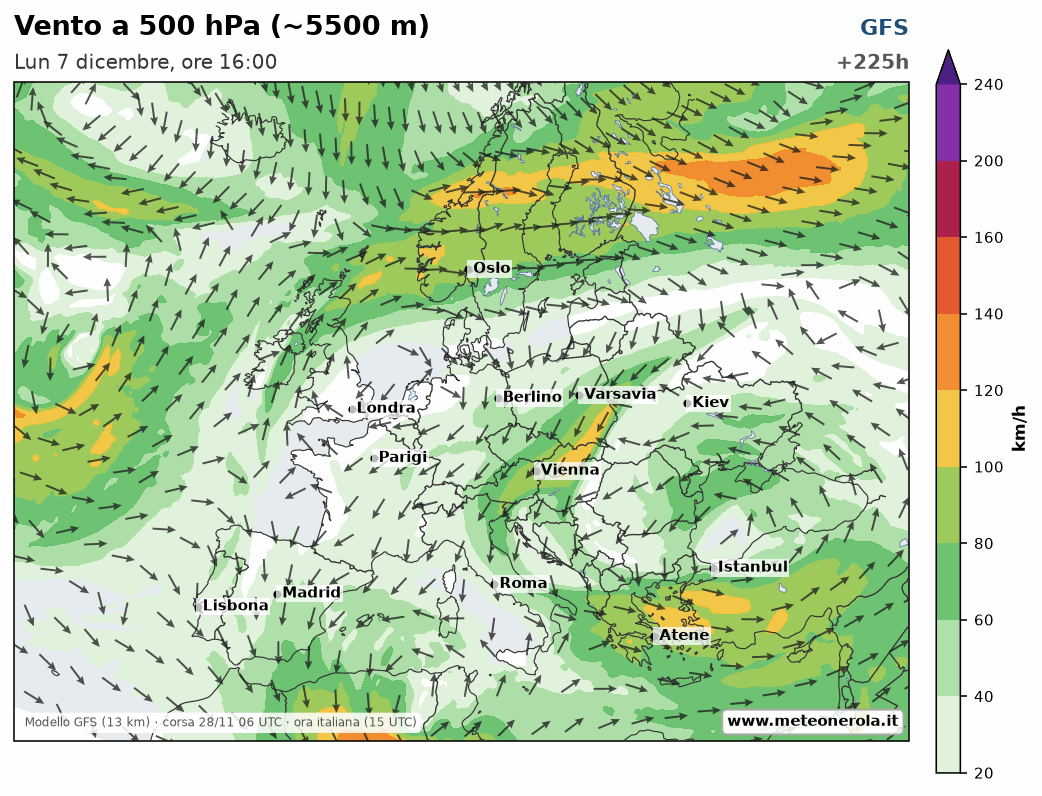 Vento a 500 hPa (~5500 m)
GFS
Lun 7 dicembre, ore 16:00
+225h
240
200
160
140
120
100
80
60
40
20
km/h
Oslo
Londra
Berlino
Varsavia
Kiev
Parigi
Vienna
Istanbul
Roma
Madrid
Lisbona
Atene
Modello GFS (13 km) · corsa 28/11 06 UTC · ora italiana (15 UTC)
www.meteonerola.it